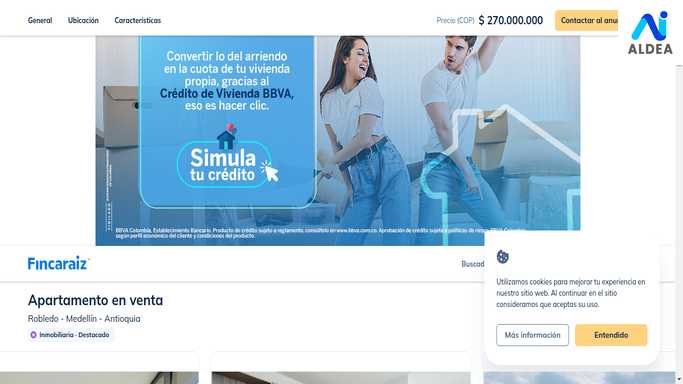 General
Ubicación
Características
Precio (COP)
$ 270.000.000
Contactar al anun
ALDEA
Convertir lo del arriendo
en la cuota de tu vivienda
propia, gracias al
Crédito de Vivienda BBVA,
eso es hacer clic.
Simula
tu crédito
BBVA Colombia, Establecimiento Bancario. Producto de crédito sujeto a reglamento, consúltelo en www.bbva.com.co. Aprobación de crédito sujeta a políticas de riesgo BBVA Colombia,
según perfil económico del cliente y condiciones del producto.
Fincaraíz
Buscad
Apartamento en venta
Robledo - Medellín - Antioquia
Inmobiliaria - Destacado
Utilizamos cookies para mejorar tu experiencia en
nuestro sitio web. Al continuar en el sitio
consideramos que aceptas su uso.
Más información
Entendido